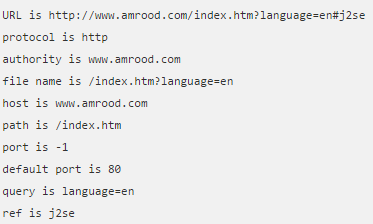 URL is http://www.amrood.com/index.htm?language=en#j2se
protocol is http
authority is www.amrood.com
file name is /index.htm?language=en
host is www.amrood.com
path is /index.htm
port is -1
default port is 80
query is language=en
ref is j2se